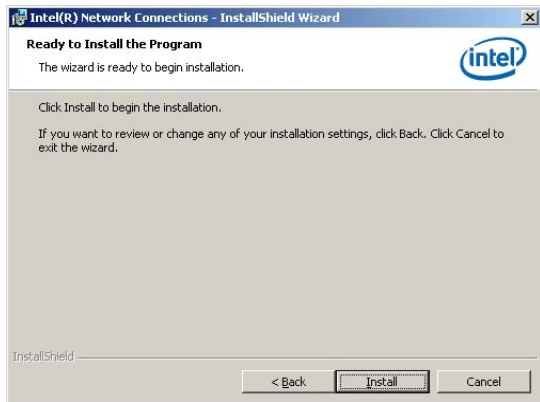 Intel(R) Network Connections - InstallShield Wizard
Ready to Install the Program
The wizard is ready to begin installation.
intel
Click Install to begin the installation.
If you want to review or change any of your installation settings, click Back. Click Cancel to
exit the wizard.
InstallShield
< Back
Install
Cancel